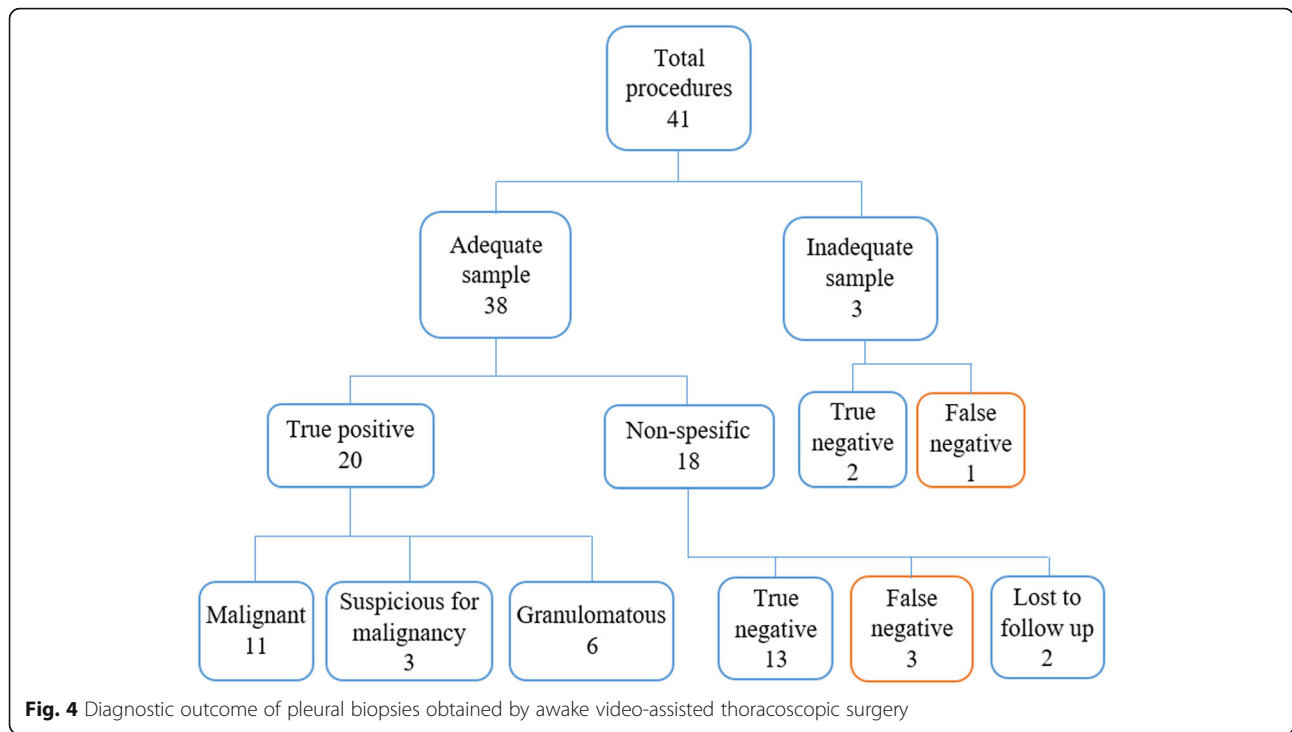 Total
procedures
41
Adequate
sample
38
Inadequate
sample
3
True positive
20
Non-spesific
18
True
negative
2
False
negative
1
Malignant
11
Suspicious for
malignancy
3
Granulomatous
6
True
negative
13
False
negative
3
Lost to
follow up
2
Fig. 4 Diagnostic outcome of pleural biopsies obtained by awake video-assisted thoracoscopic surgery